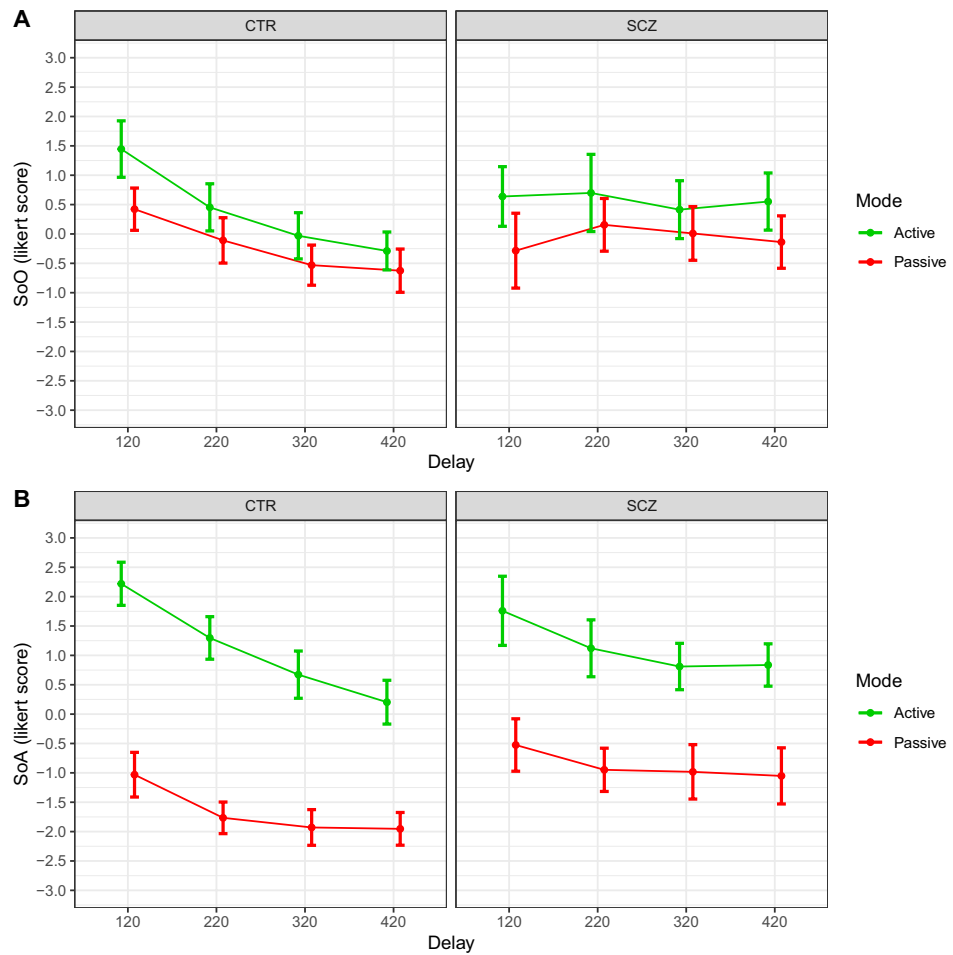 A
CTR
SCZ
3.0
2.5
2.0
1.5
1.0
0.5
0.0
−0.5
−1.0
−1.5
−2.0
−2.5
−3.0
SoO (likert score)
120 220 320 420
120 220 320 420
Delay
Mode
Active
Passive
B
CTR
SCZ
3.0
2.5
2.0
1.5
1.0
0.5
0.0
−0.5
−1.0
−1.5
−2.0
−2.5
−3.0
SoA (likert score)
120 220 320 420
120 220 320 420
Delay
Mode
Active
Passive